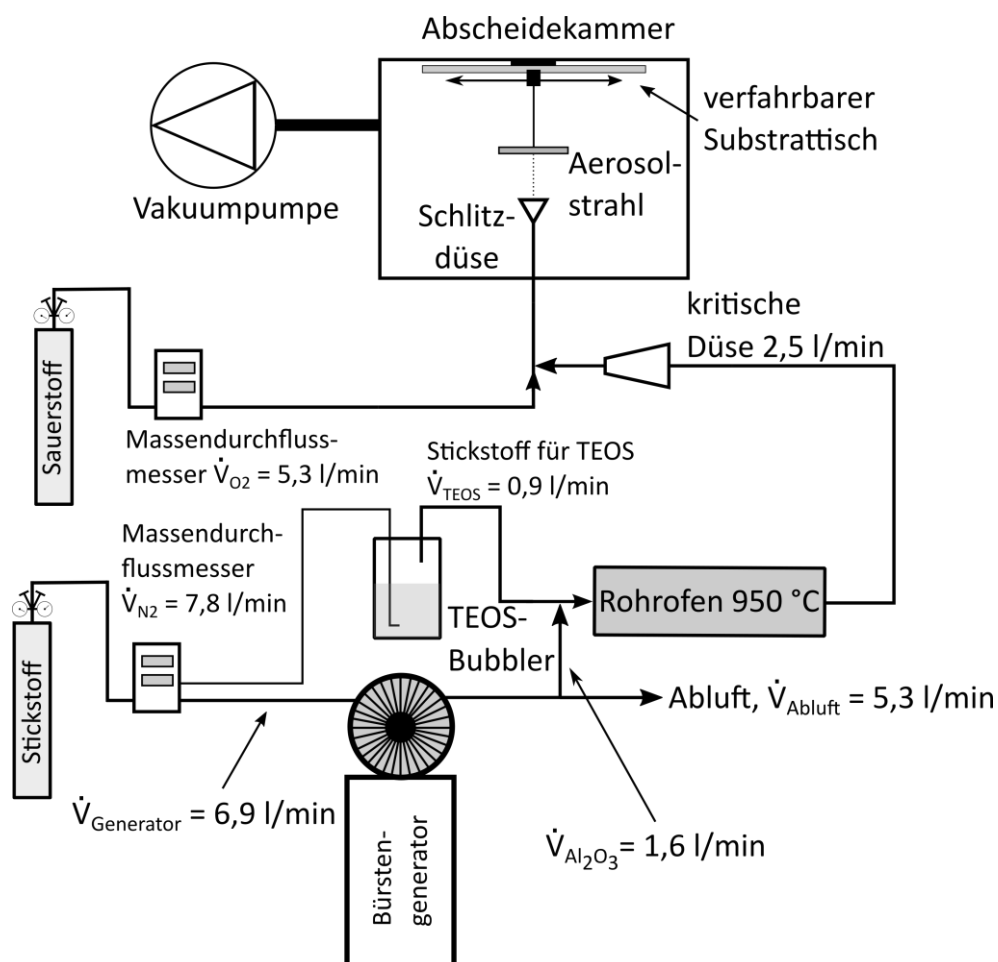 Abscheidekammer
verfahrbarer
Substrattisch
Aerosol-
strahl
Vakuumpumpe
Schlitz-
düse
kritische
Düse 2,5 l/min
Sauerstoff
Massendurchfluss-
messer V̇O2 = 5,3 l/min
Stickstoff für TEOS
V̇TEOS = 0,9 l/min
Massendurch-
flussmesser
V̇N2 = 7,8 l/min
Rohrofen 950 °C
TEOS-
Bubbler
Stickstoff
Abluft, V̇Abluft = 5,3 l/min
V̇Generator = 6,9 l/min
V̇Al2O3 = 1,6 l/min
Bürsten-
generator